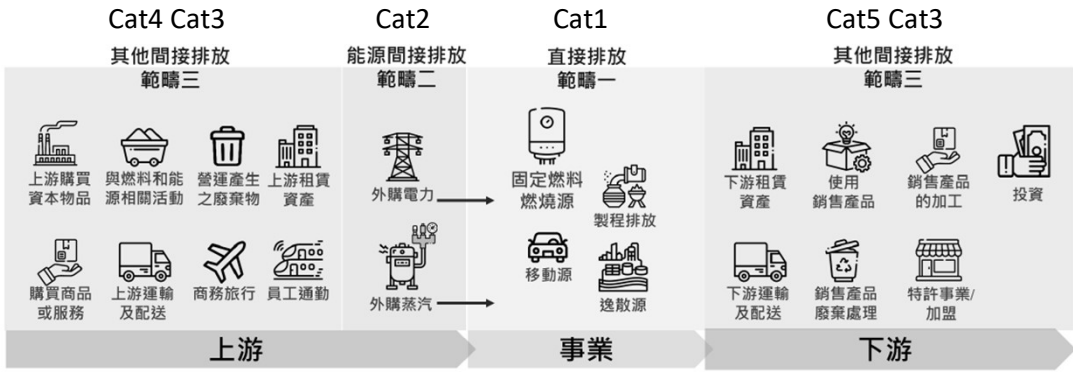 Cat4 Cat3
Cat2
Cat1
Cat5 Cat3
其他間接排放
範疇三
能源間接排放
範疇二
直接排放
範疇一
其他間接排放
範疇三
上游購買
資本物品
與燃料和能
源相關活動
營運產生
之廢棄物
上游租賃
資產
購買商品
或服務
上游運輸
及配送
商務旅行
員工通勤
外購電力
外購蒸汽
固定燃料
燃燒源
製程排放
移動源
逸散源
下游租賃
資產
使用
銷售產品
銷售產品
的加工
投資
下游運輸
及配送
銷售產品
廢棄處理
特許事業/
加盟
上游
事業
下游